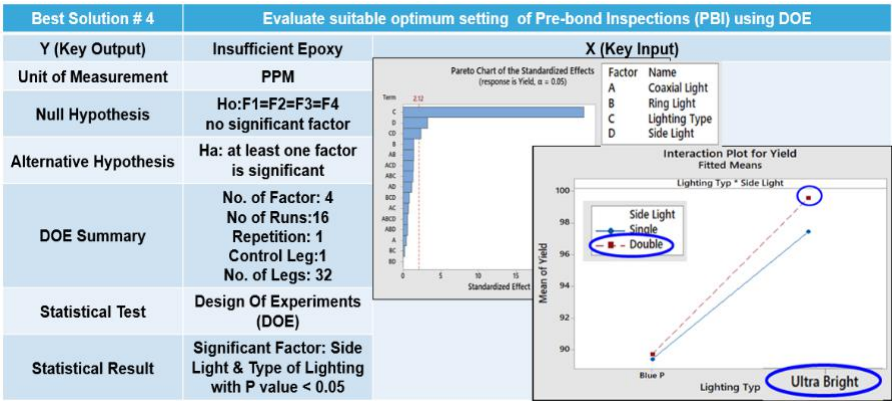 Best Solution # 4
Evaluate suitable optimum setting of Pre-bond Inspections (PBI) using DOE
Y (Key Output)
Insufficient Epoxy
X (Key Input)
Unit of Measurement
PPM
Null Hypothesis
Ho:F1=F2=F3=F4
no significant factor
Alternative Hypothesis
Ha: at least one factor
is significant
DOE Summary
No. of Factor: 4
No of Runs:16
Repetition: 1
Control Leg:1
No. of Legs: 32
Statistical Test
Design Of Experiments
(DOE)
Statistical Result
Significant Factor: Side
Light & Type of Lighting
with P value < 0.05
Pareto Chart of the Standardized Effects
(response is Yield, α = 0.05)
Term
2.12
C
D
CD
B
AB
ACD
ABC
AD
BCD
AC
ABCD
ABD
A
BC
BD
0
5
10
15
Standardized Effect
Factor Name
A Coaxial Light
B Ring Light
C Lighting Type
D Side Light
Interaction Plot for Yield
Fitted Means
Lighting Typ * Side Light
100
98
96
94
92
90
Mean of Yield
Side Light
Single
Double
Blue P
Lighting Typ
Ultra Bright